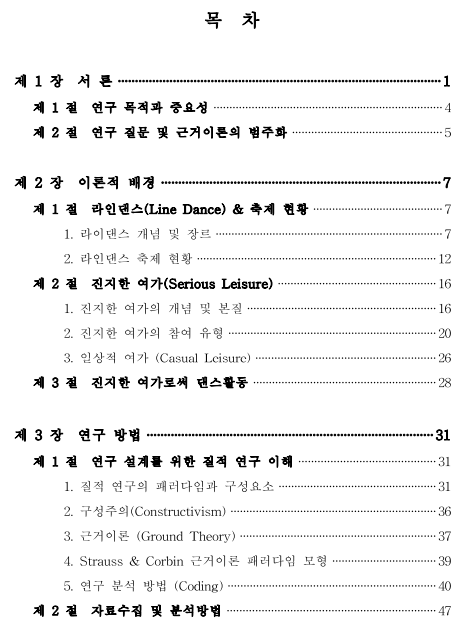 목 차
제 1 장 서 론 ································ 1
제 1 절 연구 목적과 중요성 ································ 4
제 2 절 연구 질문 및 근거이론의 범주화 ································ 5
제 2 장 이론적 배경 ································ 7
제 1 절 라인댄스(Line Dance) & 축제 현황 ································ 7
1. 라이댄스 개념 및 장르 ································ 7
2. 라인댄스 축제 현황 ································ 12
제 2 절 진지한 여가(Serious Leisure) ································ 16
1. 진지한 여가의 개념 및 본질 ································ 16
2. 진지한 여가의 참여 유형 ································ 20
3. 일상적 여가 (Casual Leisure) ································ 26
제 3 절 진지한 여가로써 댄스활동 ································ 28
제 3 장 연구 방법 ································ 31
제 1 절 연구 설계를 위한 질적 연구 이해 ································ 31
1. 질적 연구의 패러다임과 구성요소 ································ 31
2. 구성주의(Constructivism) ································ 36
3. 근거이론 (Ground Theory) ································ 37
4. Strauss & Corbin 근거이론 패러다임 모형 ································ 39
5. 연구 분석 방법 (Coding) ································ 40
제 2 절 자료수집 및 분석방법 ································ 47